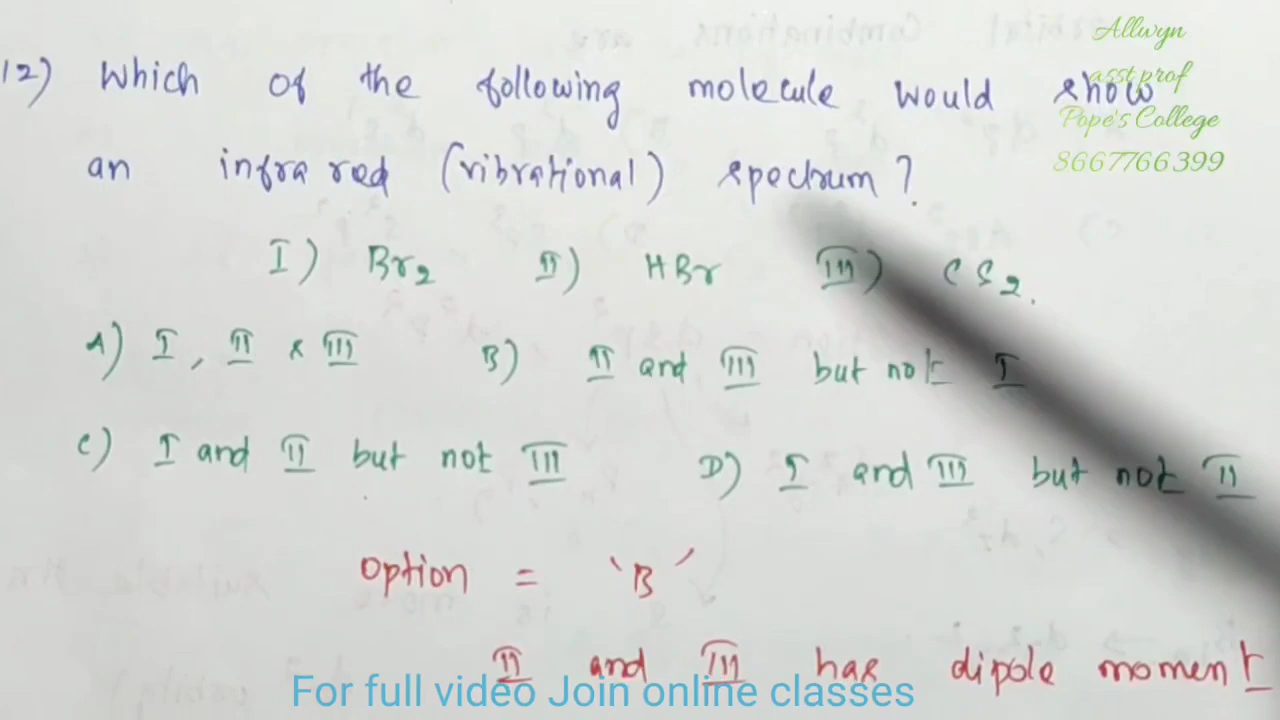 12) Which of the following molecule would show
an infra red (vibrational) spectrum?
I) Br2 II) HBr III) CS2.
A) I, II & III B) II and III but not I
C) I and II but not III D) I and III but not II
Option = 'B'
II and III has dipole moment
Allwyn
asst prof
Pope's College
8667766399
For full video Join online classes